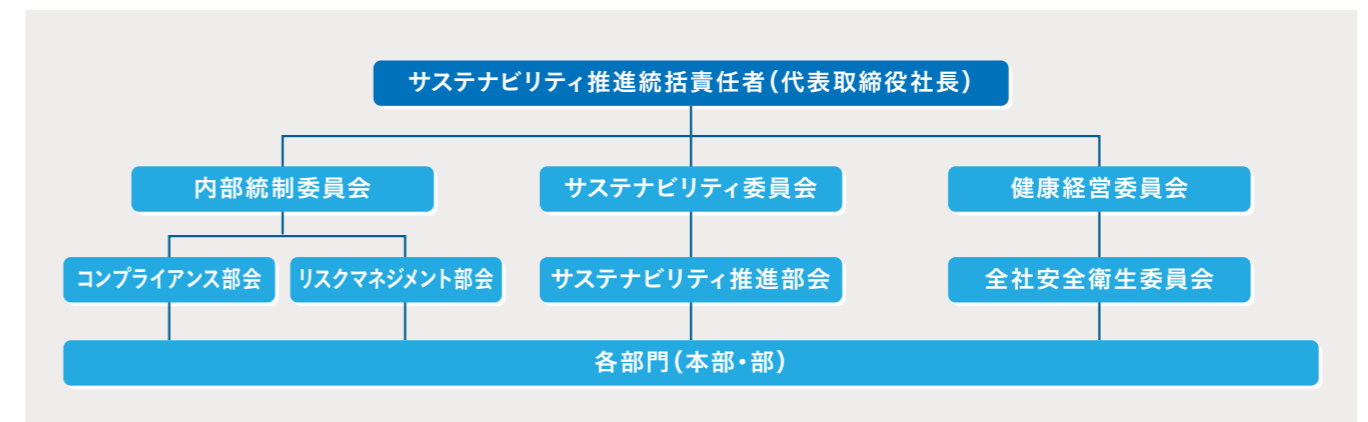 サステナビリティ推進統括責任者（代表取締役社長）
内部統制委員会
サステナビリティ委員会
健康経営委員会
コンプライアンス部会
リスクマネジメント部会
サステナビリティ推進部会
全社安全衛生委員会
各部門（本部・部）